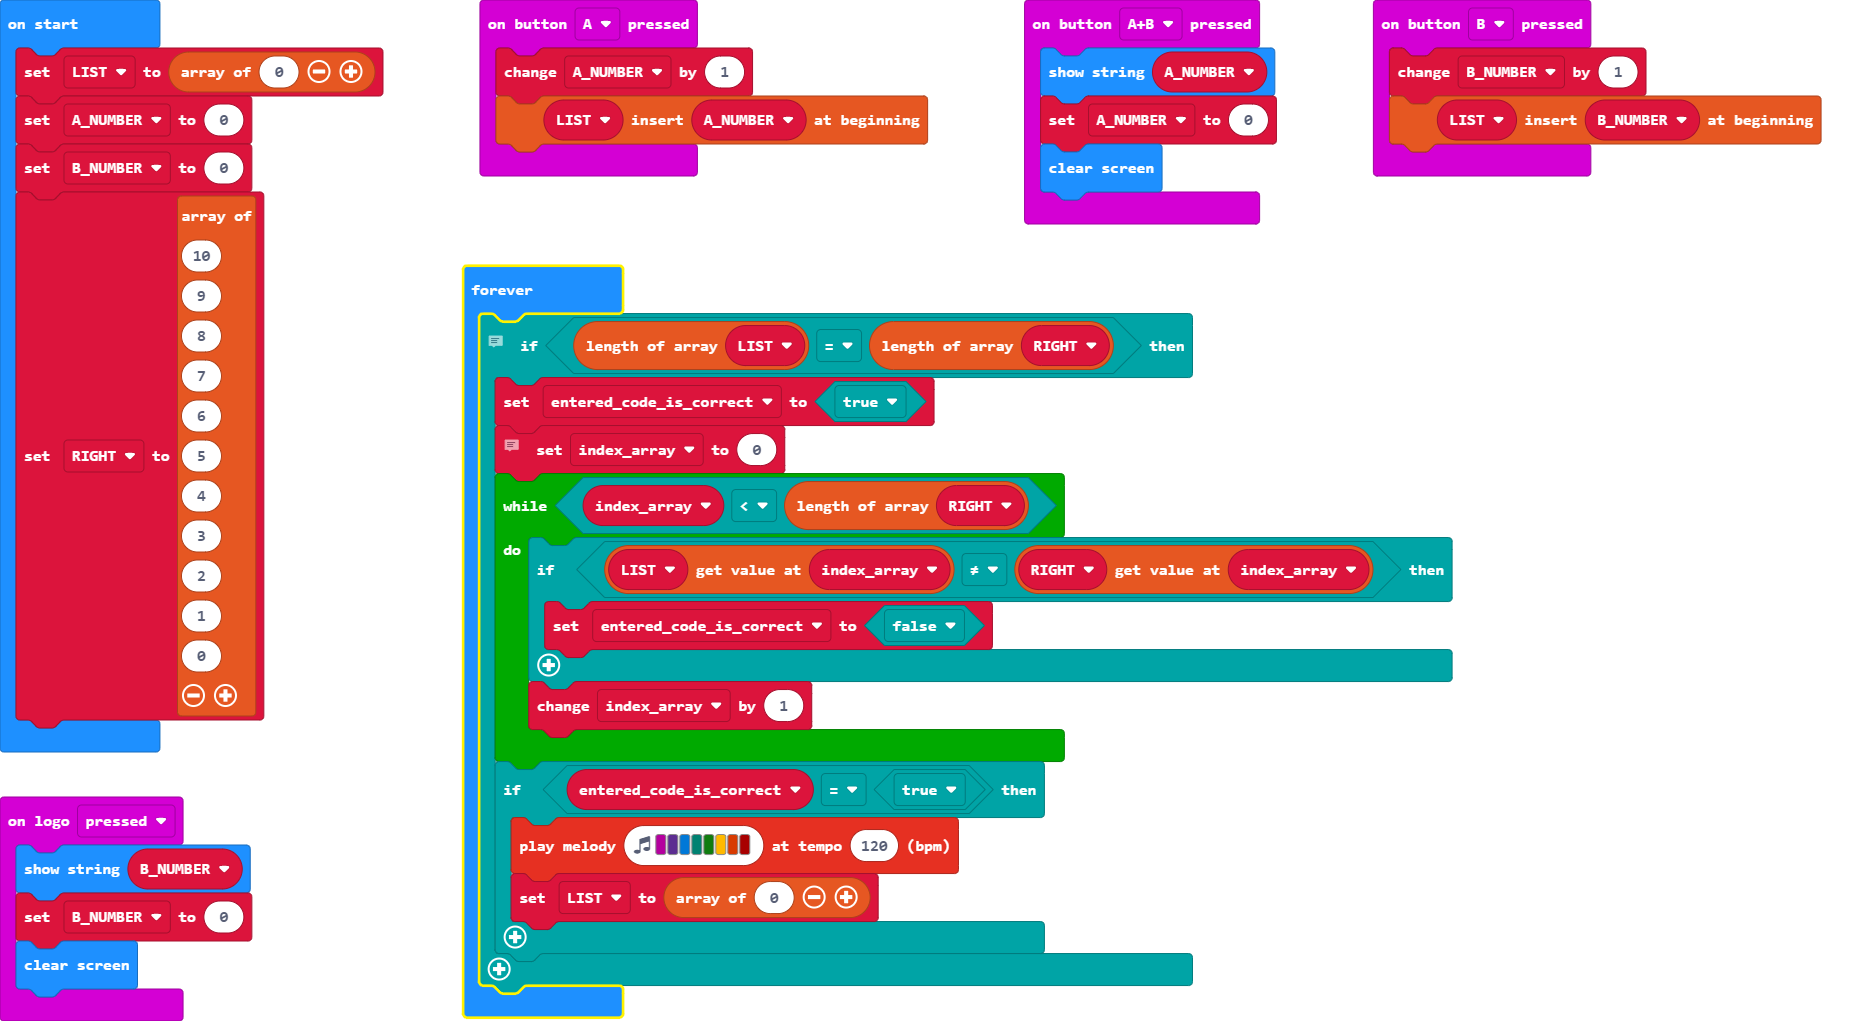 on start
set LIST to array of 0
set A_NUMBER to 0
set B_NUMBER to 0
set RIGHT to array of
10
9
8
7
6
5
4
3
2
1
0
on logo pressed
show string B_NUMBER
set B_NUMBER to 0
clear screen
on button A pressed
change A_NUMBER by 1
LIST insert A_NUMBER at beginning
on button A+B pressed
show string A_NUMBER
set A_NUMBER to 0
clear screen
on button B pressed
change B_NUMBER by 1
LIST insert B_NUMBER at beginning
forever
if length of array LIST = length of array RIGHT then
set entered_code_is_correct to true
set index_array to 0
while index_array < length of array RIGHT
do
if LIST get value at index_array ≠ RIGHT get value at index_array then
set entered_code_is_correct to false
change index_array by 1
if entered_code_is_correct = true then
play melody at tempo 120 (bpm)
set LIST to array of 0